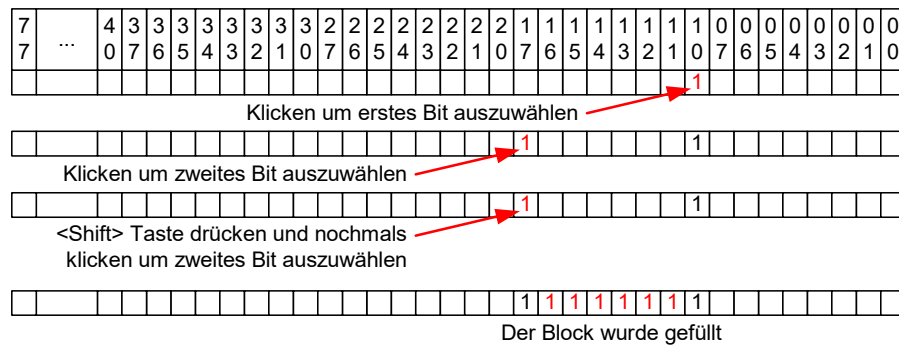 7 ... 4 3 3 3 3 3 3 3 3 2 2 2 2 2 2 2 2 1 1 1 1 1 1 1 1 0 0 0 0 0 0 0 0
7 0 7 6 5 4 3 2 1 0 7 6 5 4 3 2 1 0 7 6 5 4 3 2 1 0 7 6 5 4 3 2 1 0
1
Klicken um erstes Bit auszuwählen
1 1
Klicken um zweites Bit auszuwählen
1 1
<Shift> Taste drücken und nochmals
klicken um zweites Bit auszuwählen
1 1 1 1 1 1 1 1
Der Block wurde gefüllt